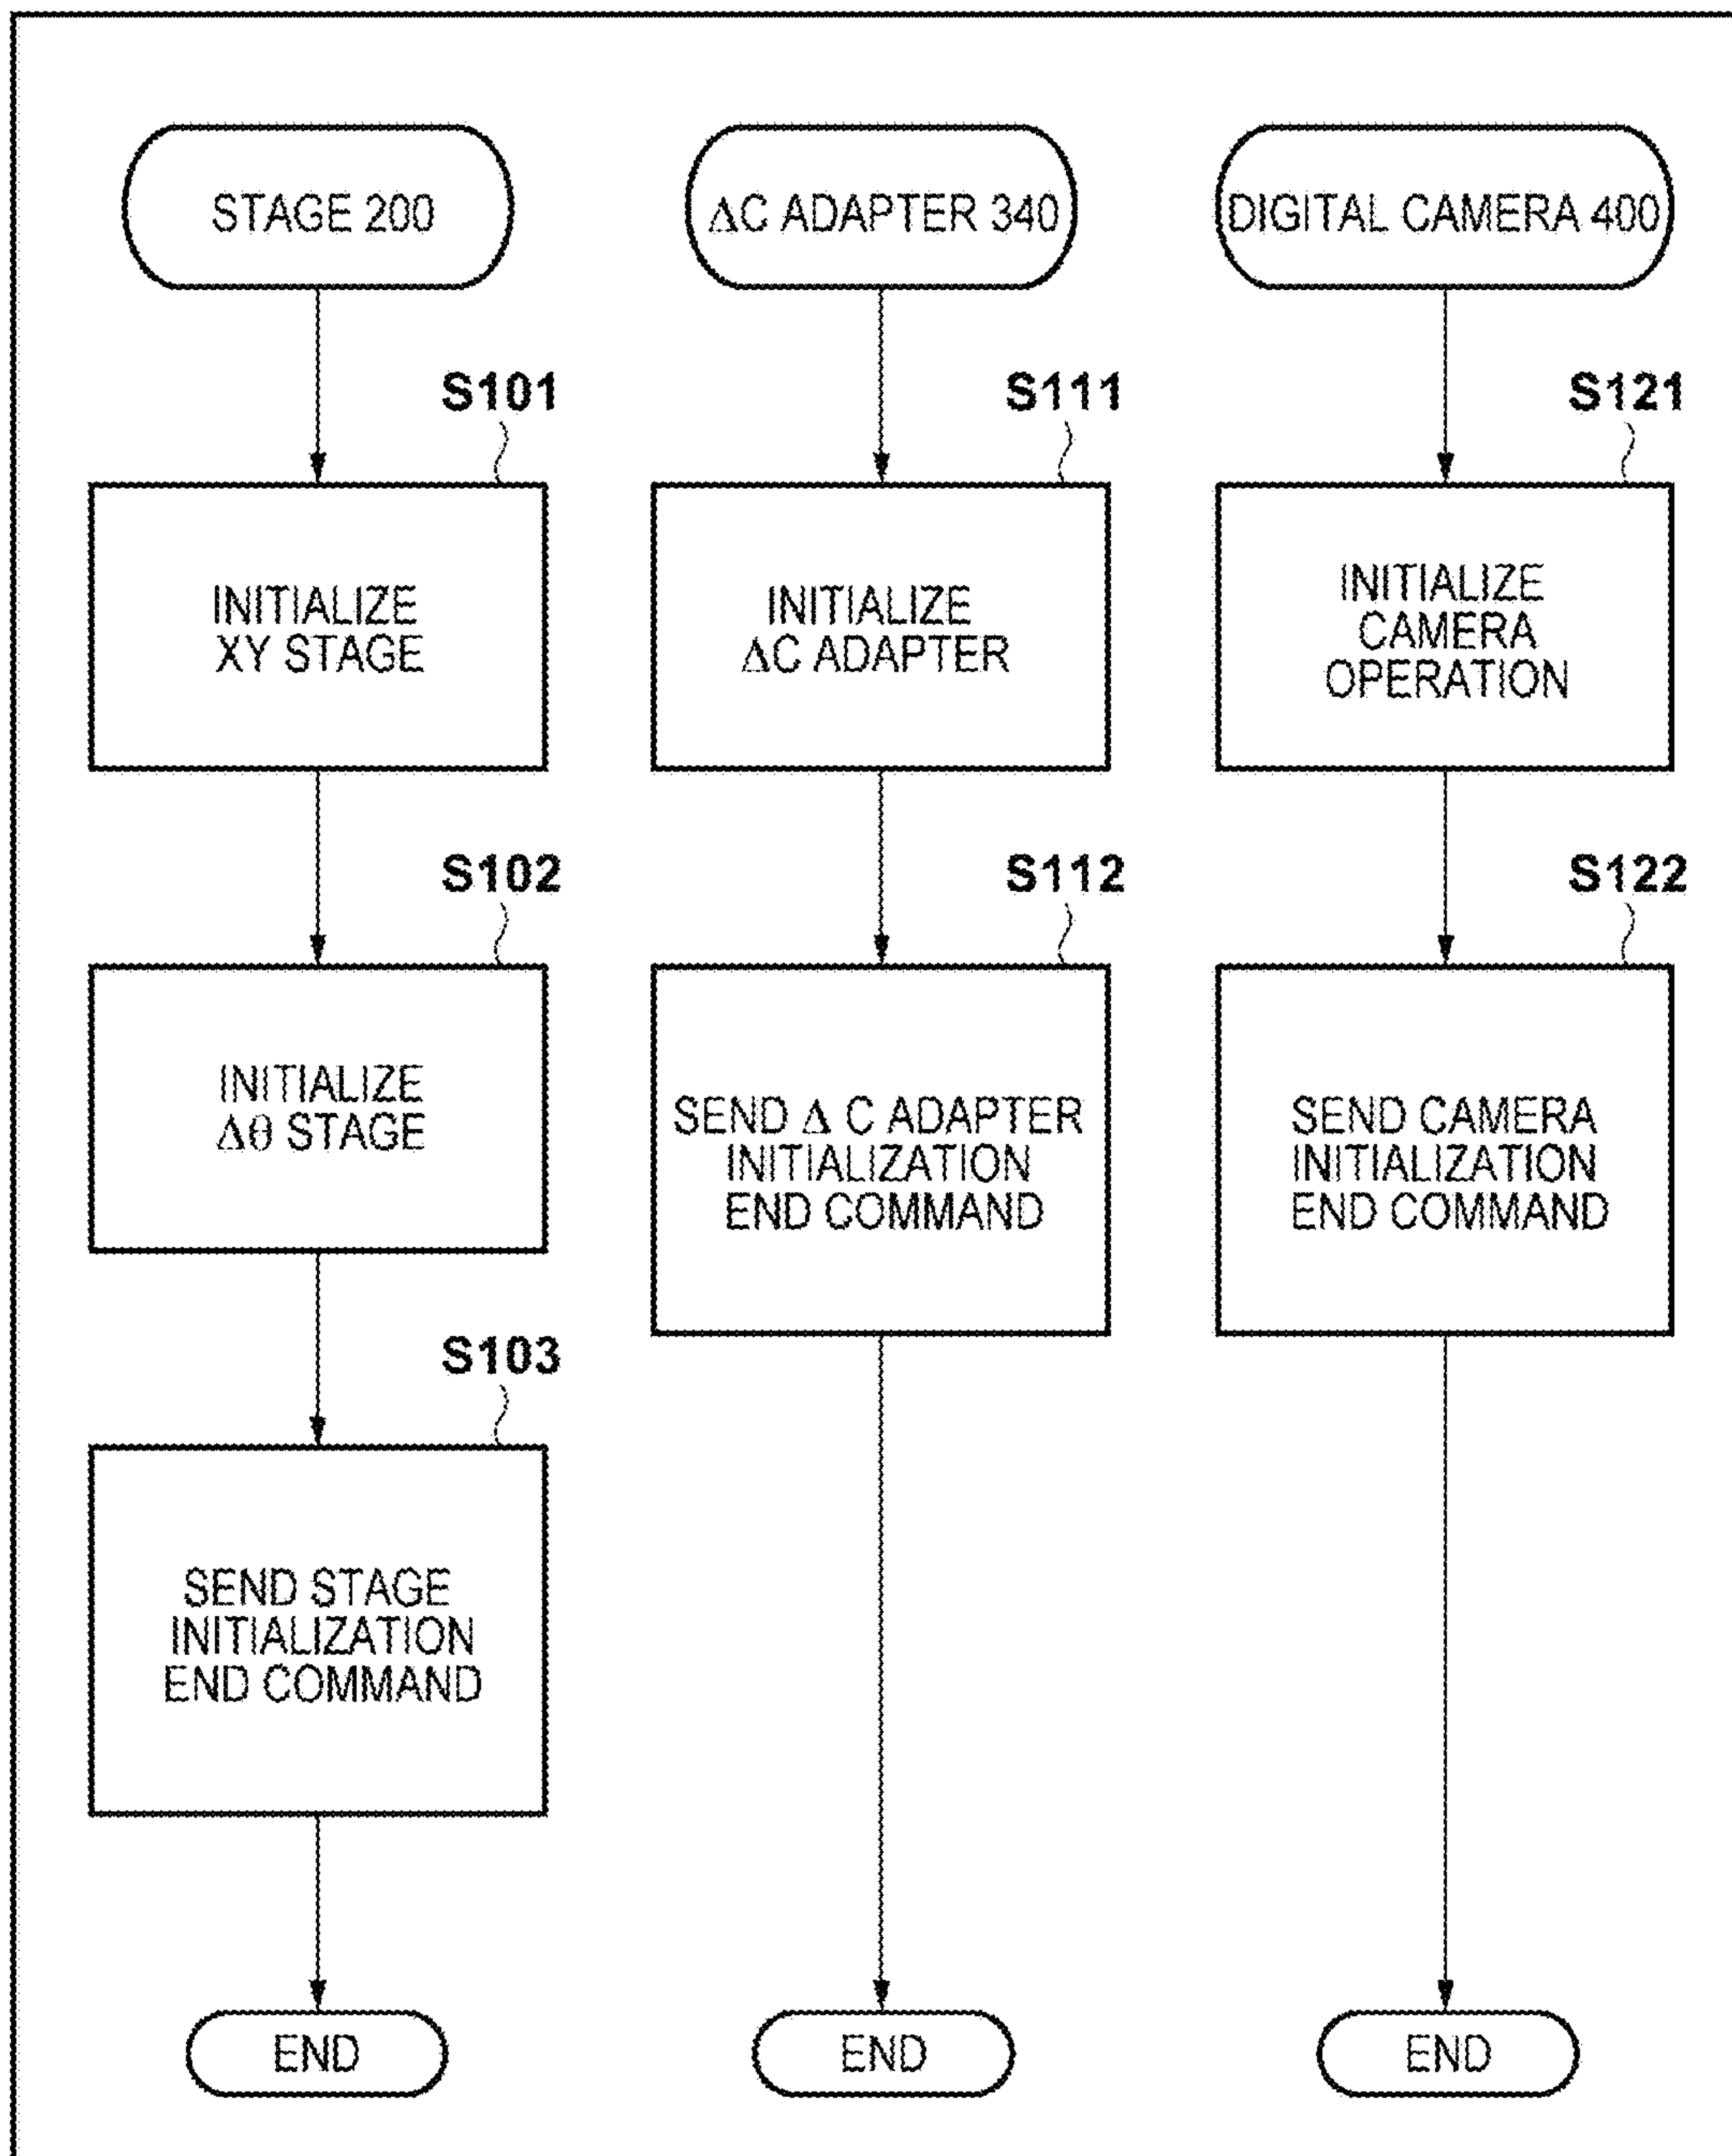 STAGE 200
S101
INITIALIZE
XY STAGE
S102
INITIALIZE
Δθ STAGE
S103
SEND STAGE
INITIALIZATION
END COMMAND
END
ΔC ADAPTER 340
S111
INITIALIZE
ΔC ADAPTER
S112
SEND Δ C ADAPTER
INITIALIZATION
END COMMAND
END
DIGITAL CAMERA 400
S121
INITIALIZE
CAMERA
OPERATION
S122
SEND CAMERA
INITIALIZATION
END COMMAND
END